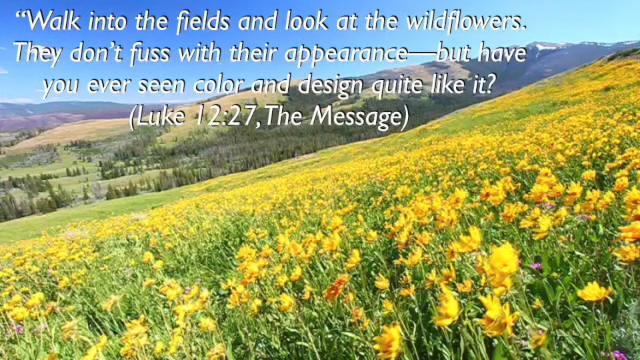 “Walk into the fields and look at the wildflowers.
They don’t fuss with their appearance—but have
you ever seen color and design quite like it?
(Luke 12:27, The Message)